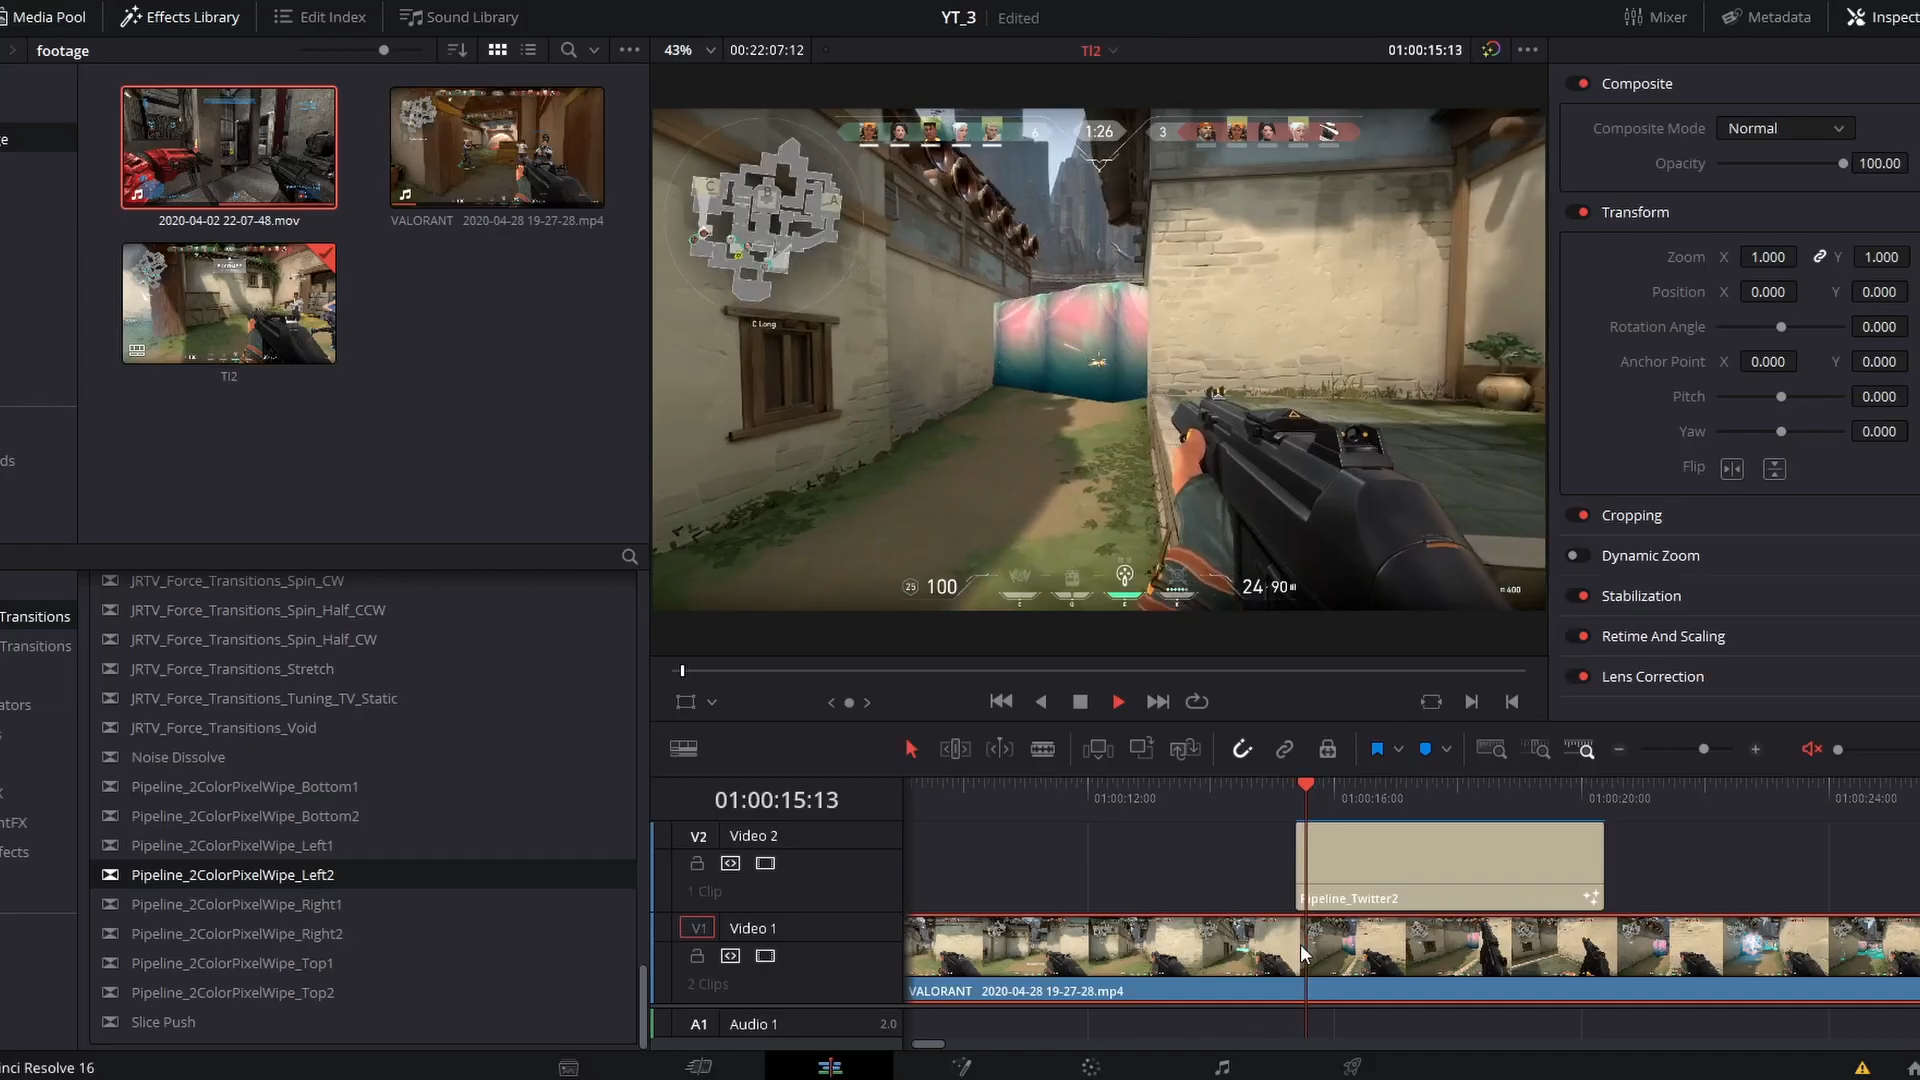 Media Pool
Effects Library
Edit Index
Sound Library
YT_3
Edited
Mixer
Metadata
Inspect
footage
43%
00:22:07:12
Tl2
01:00:15:13
2020-04-02 22-07-48.mov
VALORANT 2020-04-28 19-27-28.mp4
Tl2
6
1:26
3
C
B
A
C Long
25
100
24
90
Composite
Composite Mode
Normal
Opacity
100.00
Transform
Zoom X 1.000 Y 1.000
Position X 0.000 Y 0.000
Rotation Angle 0.000
Anchor Point X 0.000 Y 0.000
Pitch 0.000
Yaw 0.000
Flip
Cropping
Dynamic Zoom
Stabilization
Retime And Scaling
Lens Correction
ge
ds
Transitions
Transitions
ators
s
X
ntFX
fects
JRTV_Force_Transitions_Spin_CW
JRTV_Force_Transitions_Spin_Half_CCW
JRTV_Force_Transitions_Spin_Half_CW
JRTV_Force_Transitions_Stretch
JRTV_Force_Transitions_Tuning_TV_Static
JRTV_Force_Transitions_Void
Noise Dissolve
Pipeline_2ColorPixelWipe_Bottom1
Pipeline_2ColorPixelWipe_Bottom2
Pipeline_2ColorPixelWipe_Left1
Pipeline_2ColorPixelWipe_Left2
Pipeline_2ColorPixelWipe_Right1
Pipeline_2ColorPixelWipe_Right2
Pipeline_2ColorPixelWipe_Top1
Pipeline_2ColorPixelWipe_Top2
Slice Push
01:00:15:13
01:00:12:00
01:00:16:00
01:00:20:00
01:00:24:00
V2 Video 2
1 Clip
Pipeline_Twitter2
V1 Video 1
2 Clips
VALORANT 2020-04-28 19-27-28.mp4
A1 Audio 1 2.0
inci Resolve 16